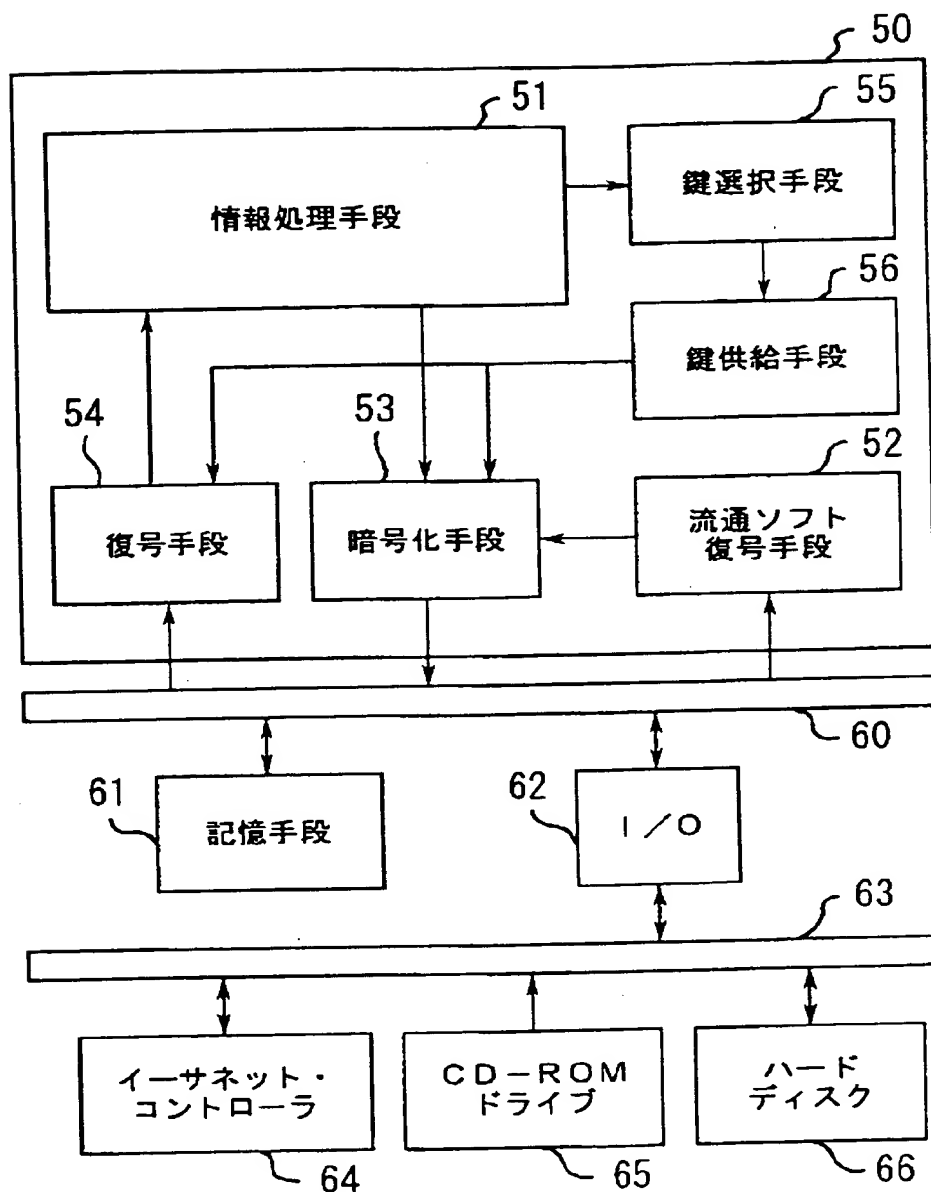 50
51
55
情報処理手段
鍵選択手段
56
鍵供給手段
54
53
52
復号手段
暗号化手段
流通ソフト
復号手段
60
61
記憶手段
62
I/O
63
イーサネット・
コントローラ
CD-ROM
ドライブ
ハード
ディスク
64
65
66